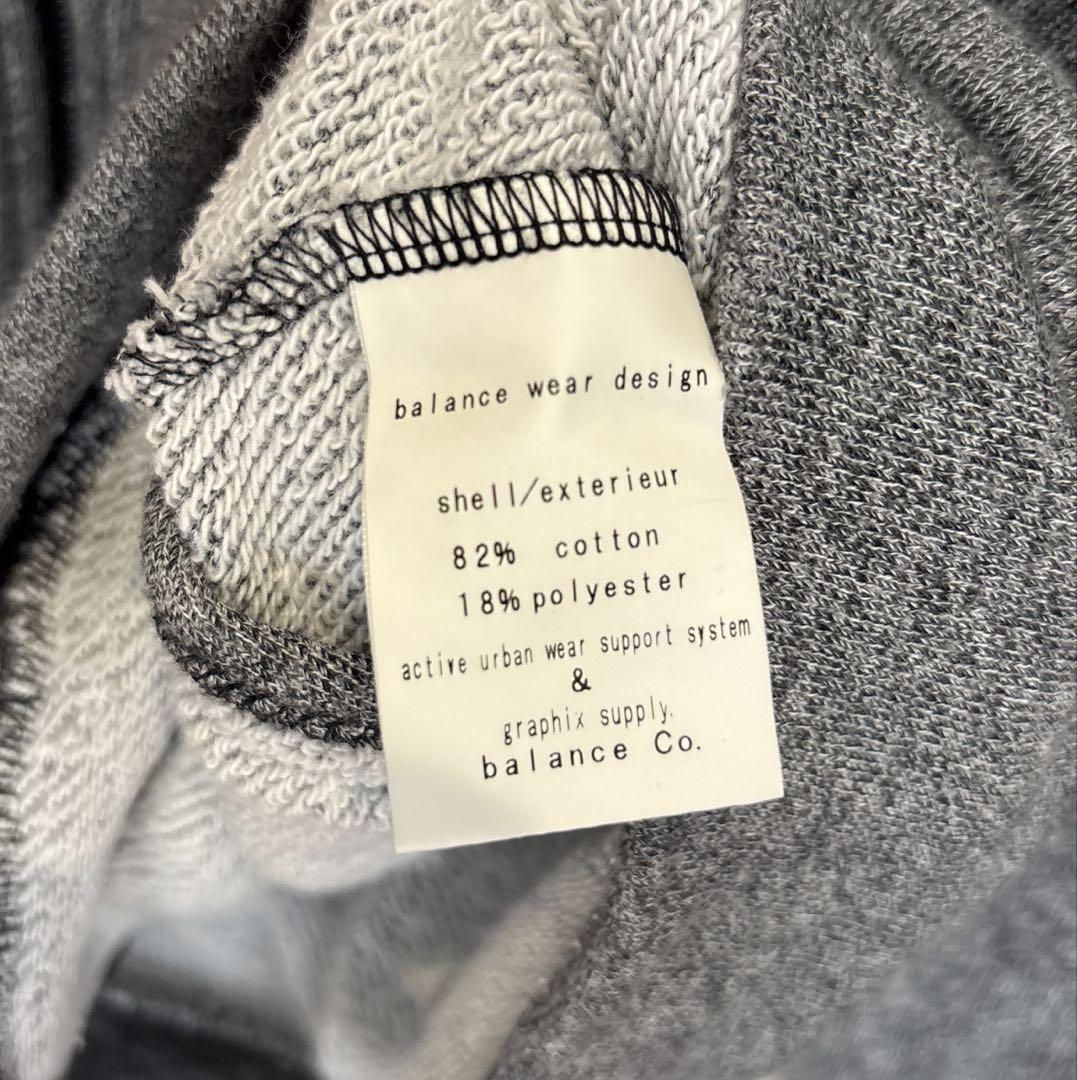 balance wear design
shell/exterieur
82% cotton
18% polyester
active urban wear support system
&
graphix supply.
balance Co.